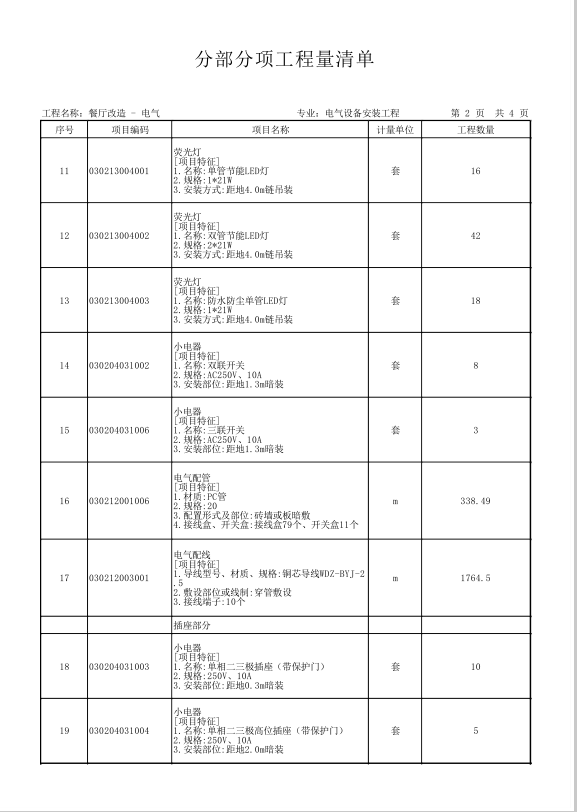 分部分项工程量清单
工程名称：餐厅改造 - 电气 专业：电气设备安装工程 第 2 页 共 4 页
序号 项目编码 项目名称 计量单位 工程数量
荧光灯
[项目特征]
11 030213004001 1.名称:单管节能LED灯 套 16
2.规格:1*21W
3.安装方式:距地4.0m链吊装
荧光灯
[项目特征]
12 030213004002 1.名称:双管节能LED灯 套 42
2.规格:2*21W
3.安装方式:距地4.0m链吊装
荧光灯
[项目特征]
13 030213004003 1.名称:防水防尘单管LED灯 套 18
2.规格:1*21W
3.安装方式:距地4.0m链吊装
小电器
[项目特征]
14 030204031002 1.名称:双联开关 套 8
2.规格:AC250V、10A
3.安装部位:距地1.3m暗装
小电器
[项目特征]
15 030204031006 1.名称:三联开关 套 3
2.规格:AC250V、10A
3.安装部位:距地1.3m暗装
电气配管
[项目特征]
1.材质:PC管
16 030212001006 2.规格:20 m 338.49
3.配置形式及部位:砖墙或板暗敷
4.接线盒、开关盒:接线盒79个、开关盒11个
电气配线
[项目特征]
1.导线型号、材质、规格:铜芯导线WDZ-BYJ-2
17 030212003001 .5 m 1764.5
2.敷设部位或线制:穿管敷设
3.接线端子:10个
插座部分
小电器
[项目特征]
18 030204031003 1.名称:单相二三极插座（带保护门） 套 10
2.规格:250V、10A
3.安装部位:距地0.3m暗装
小电器
[项目特征]
19 030204031004 1.名称:单相二三极高位插座（带保护门） 套 5
2.规格:250V、10A
3.安装部位:距地2.0m暗装